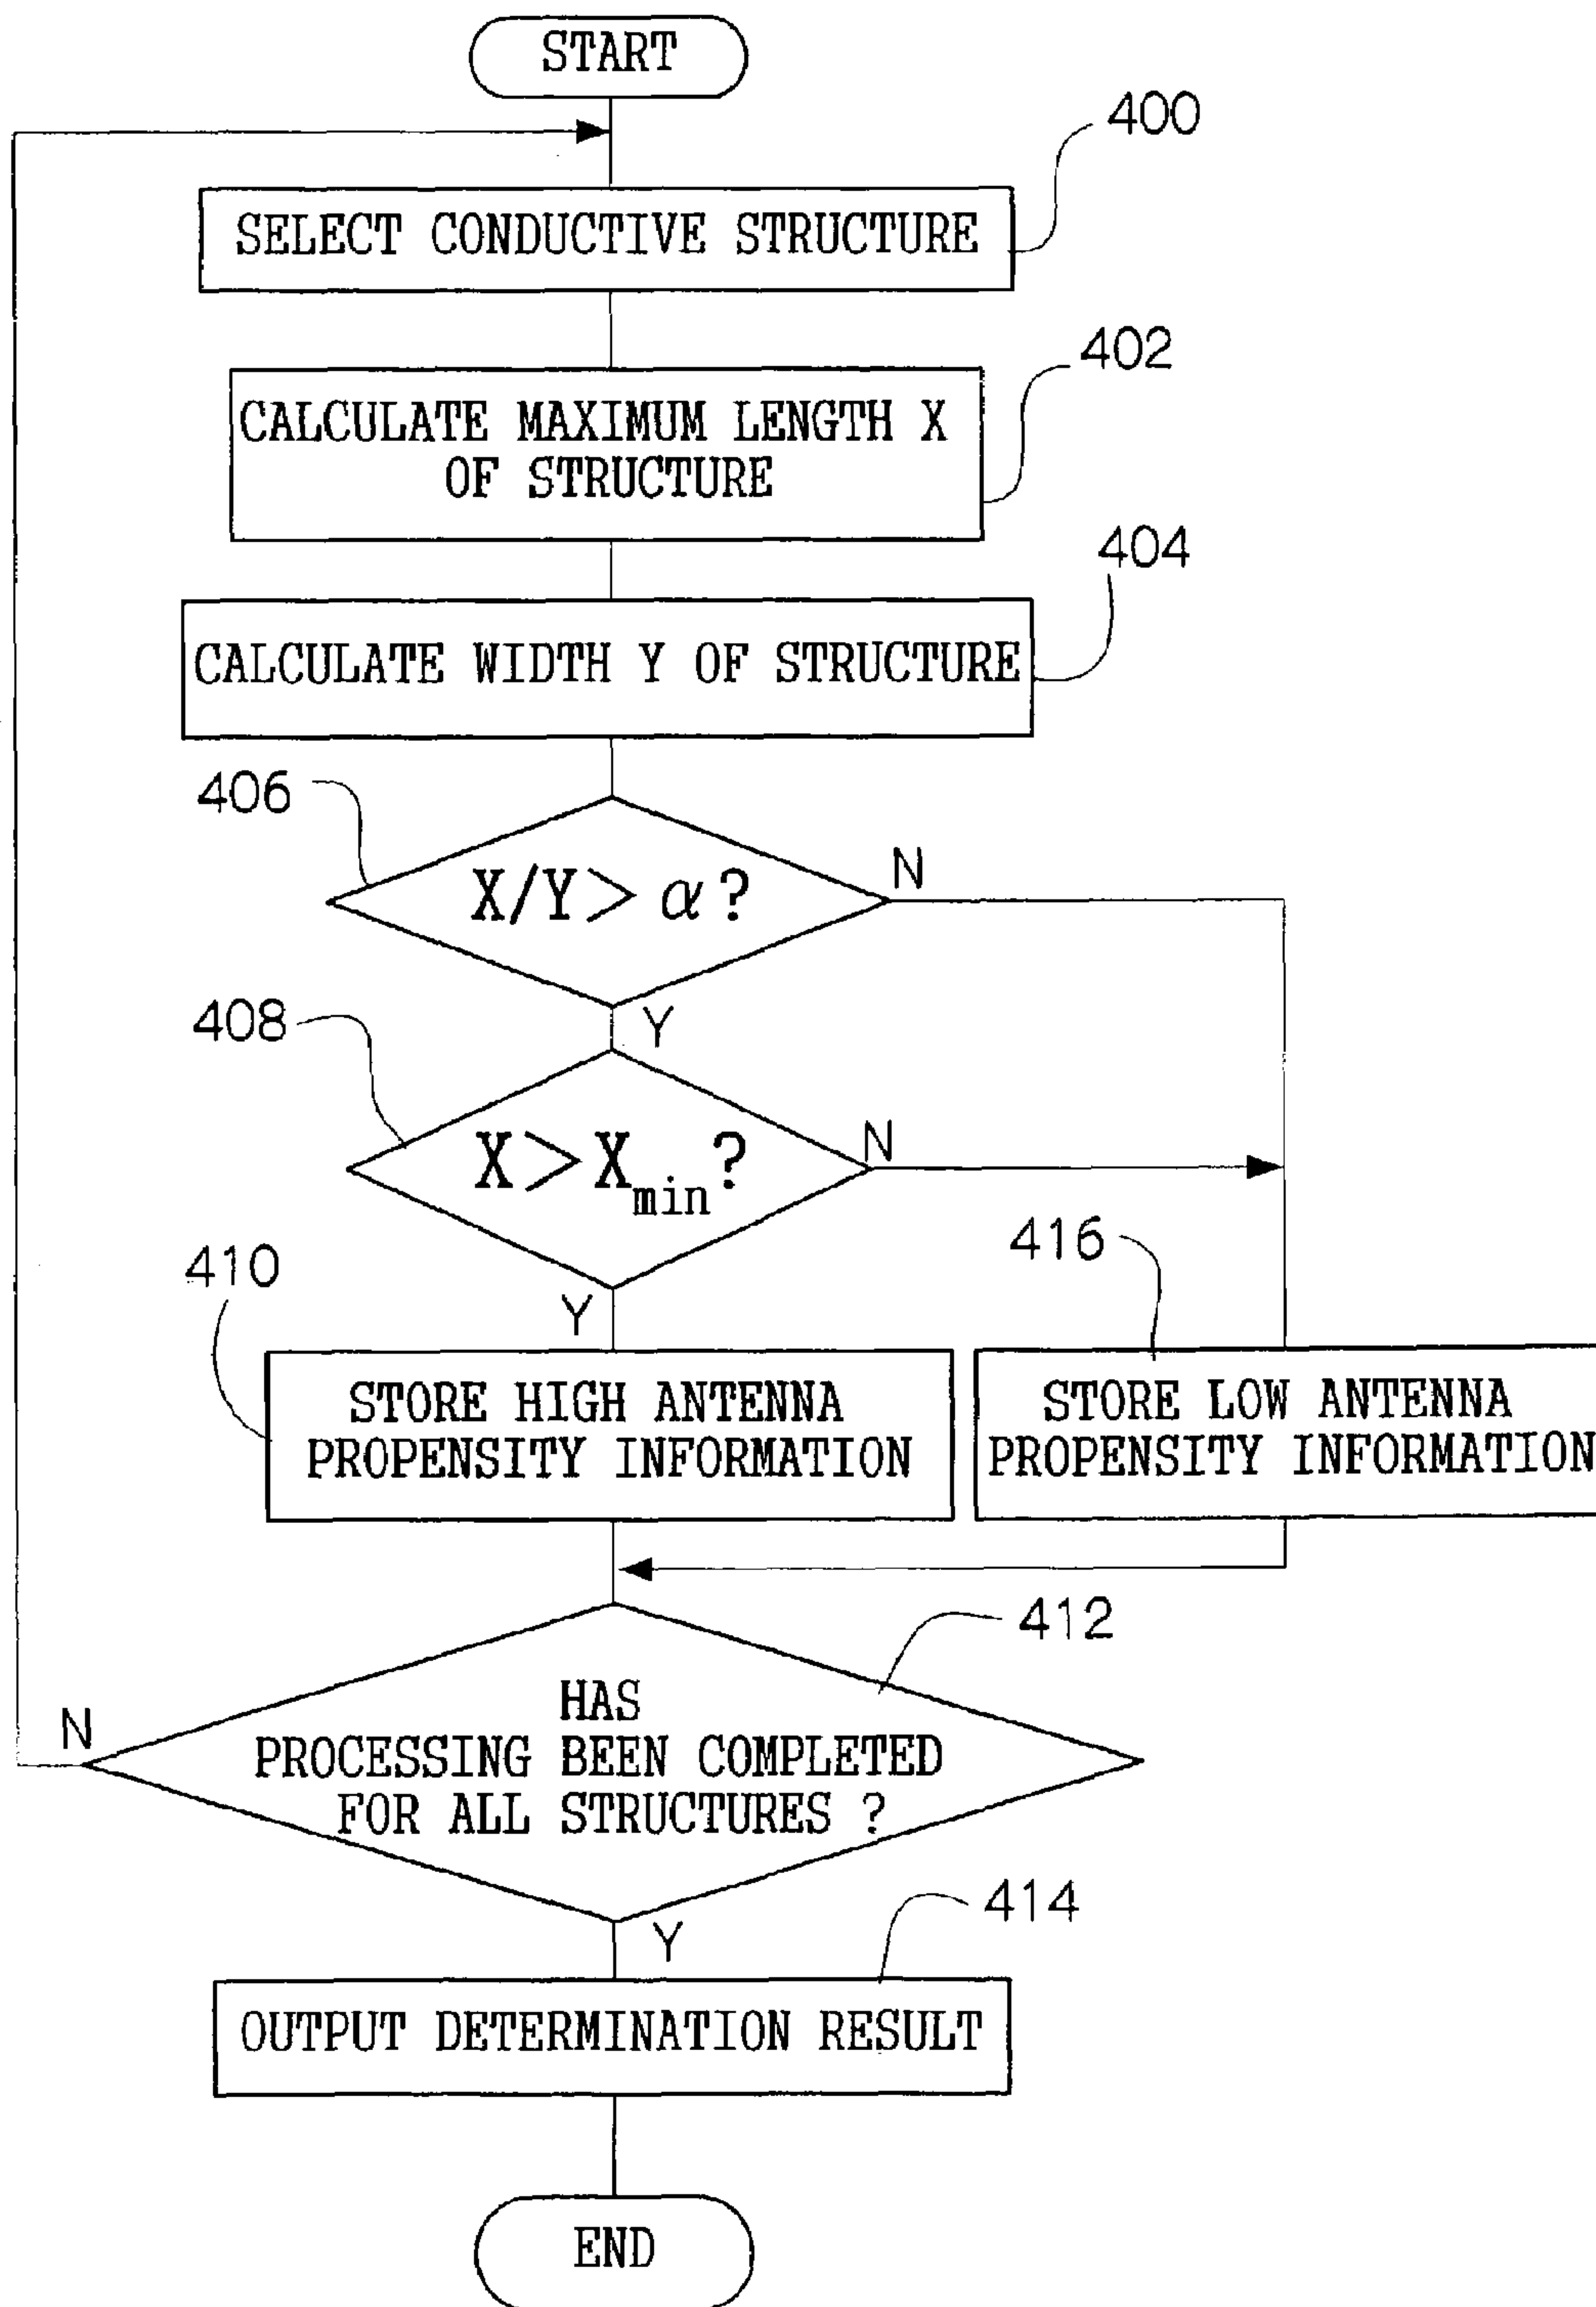 START
400
SELECT CONDUCTIVE STRUCTURE
402
CALCULATE MAXIMUM LENGTH X
OF STRUCTURE
404
CALCULATE WIDTH Y OF STRUCTURE
406
X/Y> α?
N
Y
408
X>Xmin?
N
Y
410
STORE HIGH ANTENNA
PROPENSITY INFORMATION
416
STORE LOW ANTENNA
PROPENSITY INFORMATION
412
HAS
PROCESSING BEEN COMPLETED
FOR ALL STRUCTURES ?
N
Y
414
OUTPUT DETERMINATION RESULT
END